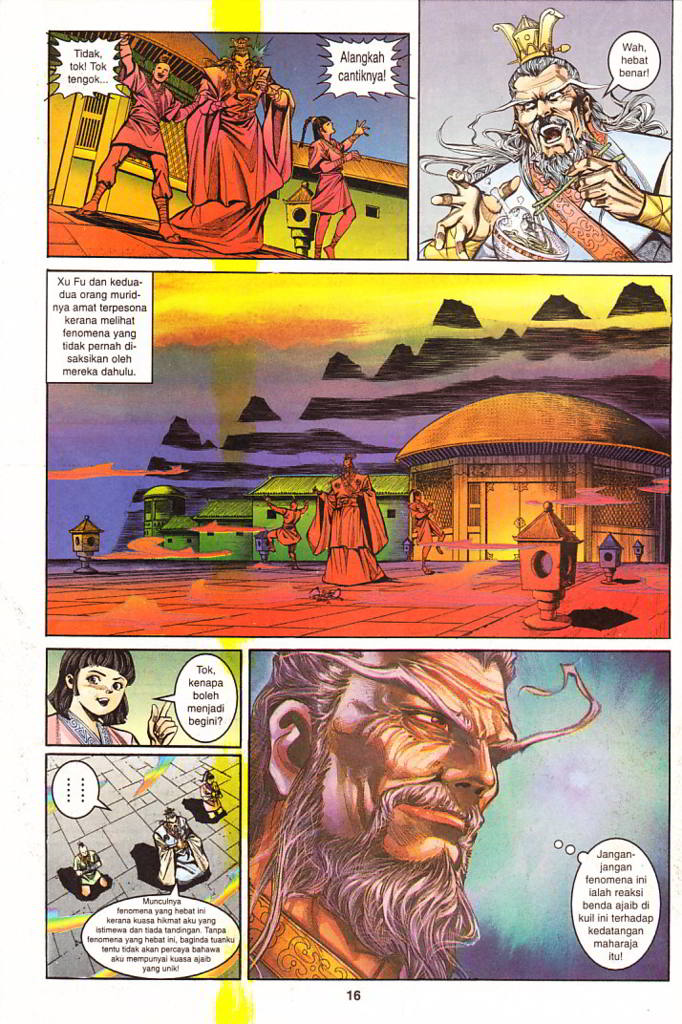 Tidak,
tok! Tok
tengok...
Alangkah
cantiknya!
Wah,
hebat
benar!
Xu Fu dan kedua-
dua orang murid-
nya amat terpesona
kerana melihat
fenomena yang
tidak pernah di-
saksikan oleh
mereka dahulu.
Tok,
kenapa
boleh
menjadi
begini?
Munculnya
fenomena yang hebat ini
kerana kuasa hikmat aku yang
istimewa dan tiada tandingan. Tanpa
fenomena yang hebat ini, baginda tuanku
tentu tidak akan percaya bahawa
aku mempunyai kuasa ajaib
yang unik!
Jangan-
jangan
fenomena ini
ialah reaksi
benda ajaib di
kuil ini terhadap
kedatangan
maharaja
itu!
16